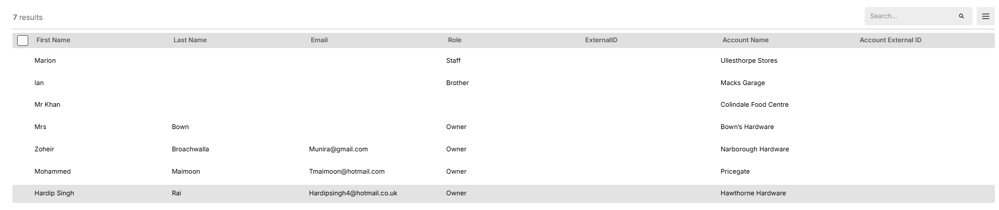 7 results Search...
First Name Last Name Email Role ExternalID Account Name Account External ID
Marion Staff Ullesthorpe Stores
Ian Brother Macks Garage
Mr Khan Colindale Food Centre
Mrs Bown Owner Bown's Hardware
Zoheir Broachwalla Munira@gmail.com Owner Narborough Hardware
Mohammed Maimoon Tmaimoon@hotmail.com Owner Pricegate
Hardip Singh Rai Hardipsingh4@hotmail.co.uk Owner Hawthorne Hardware